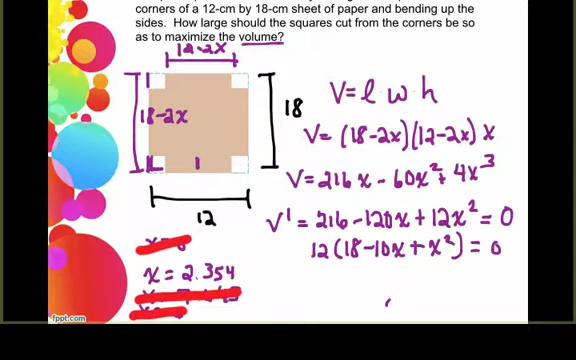 corners of a 12-cm by 18-cm sheet of paper and bending up the
sides. How large should the squares cut from the corners be so
as to maximize the volume?
12-2x
18-2x
18
12
V = l w h
V = (18-2x)(12-2x) x
V = 216x - 60x² + 4x³
V' = 216 - 120x + 12x² = 0
12(18 - 10x + x²) = 0
x = 2.354
fppt.com